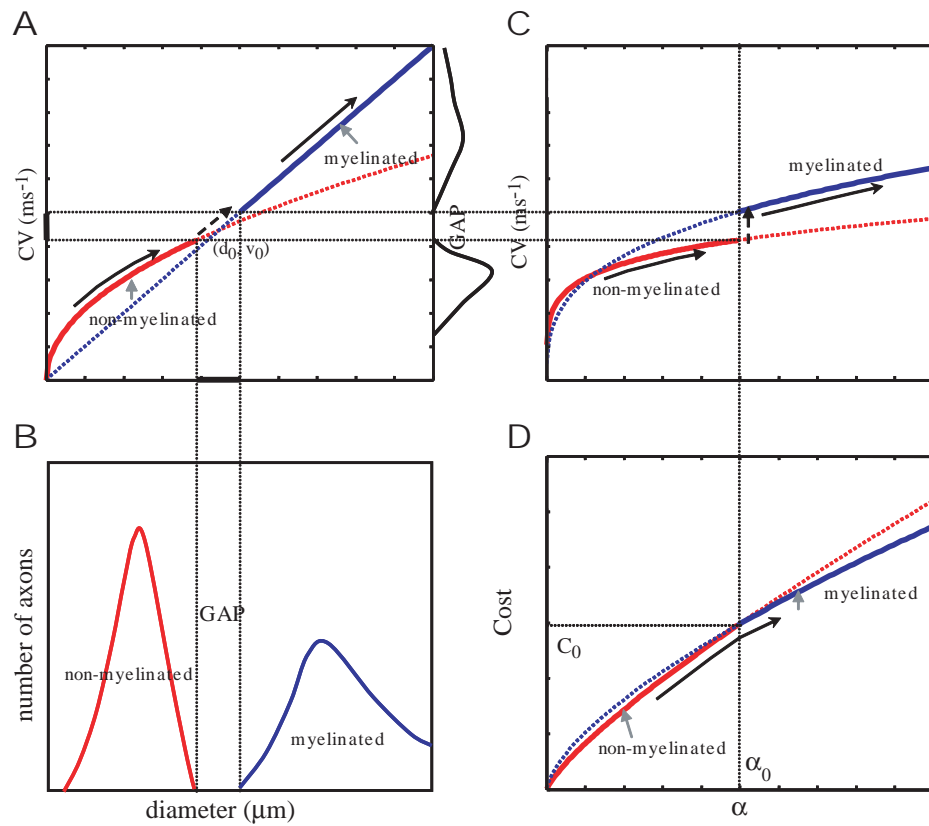 A
CV (ms-1)
myelinated
non-myelinated
(d0, v0)
GAP
C
CV (ms-1)
myelinated
non-myelinated
B
number of axons
non-myelinated
GAP
myelinated
diameter (μm)
D
Cost
C0
myelinated
non-myelinated
α0
α